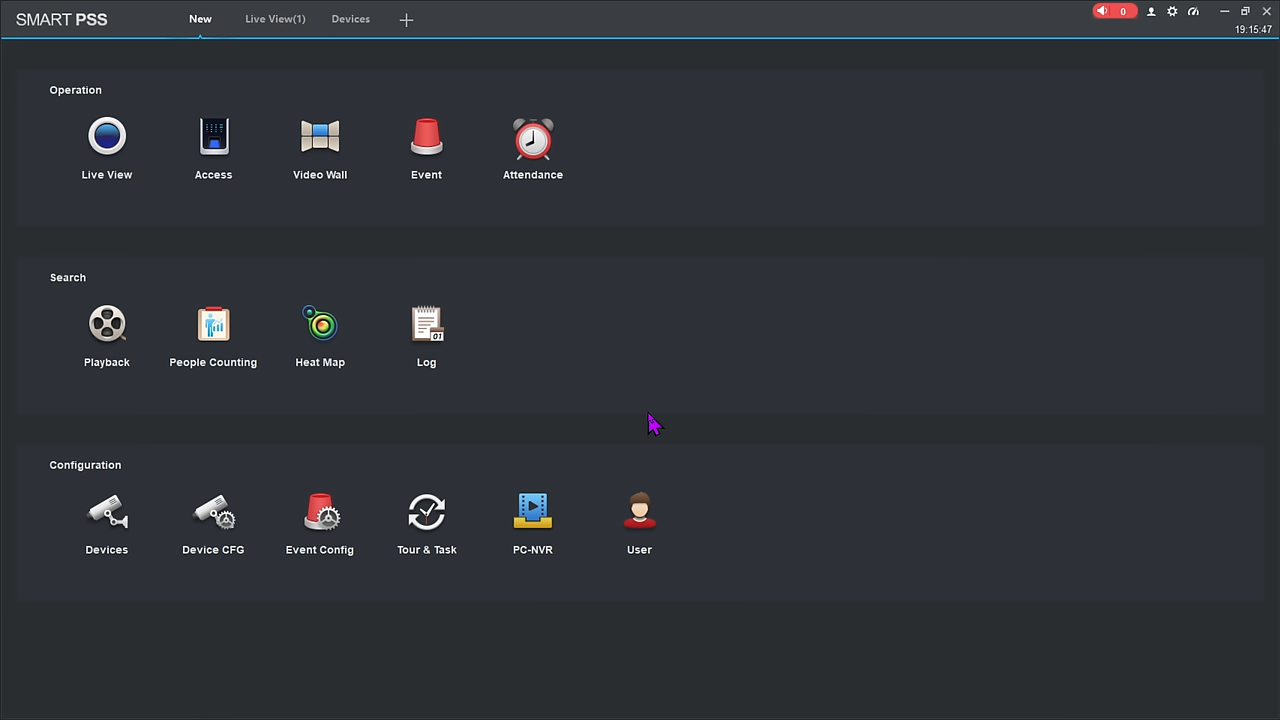 SMART PSS
New
Live View(1)
Devices
0
19:15:47
Operation
Live View
Access
Video Wall
Event
Attendance
Search
Playback
People Counting
Heat Map
01
Log
Configuration
Devices
Device CFG
Event Config
Tour & Task
PC-NVR
User